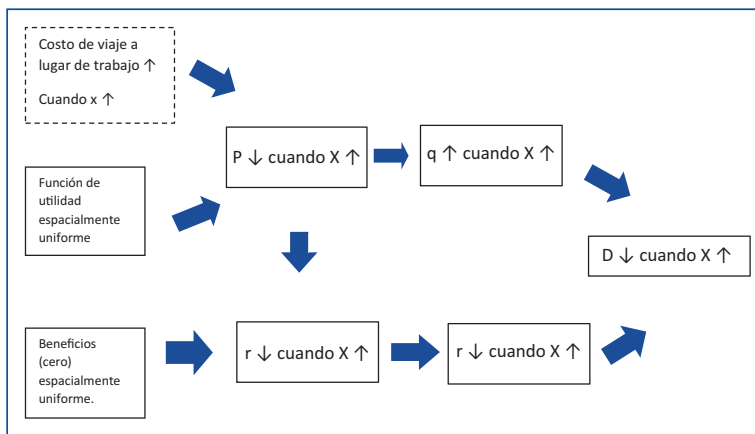 Costo de viaje a
lugar de trabajo ↑
Cuando x ↑
P ↓ cuando X ↑
q ↑ cuando X ↑
Función de
utilidad
espacialmente
uniforme
D ↓ cuando X ↑
Beneficios
(cero)
espacialmente
uniforme.
r ↓ cuando X ↑
r ↓ cuando X ↑